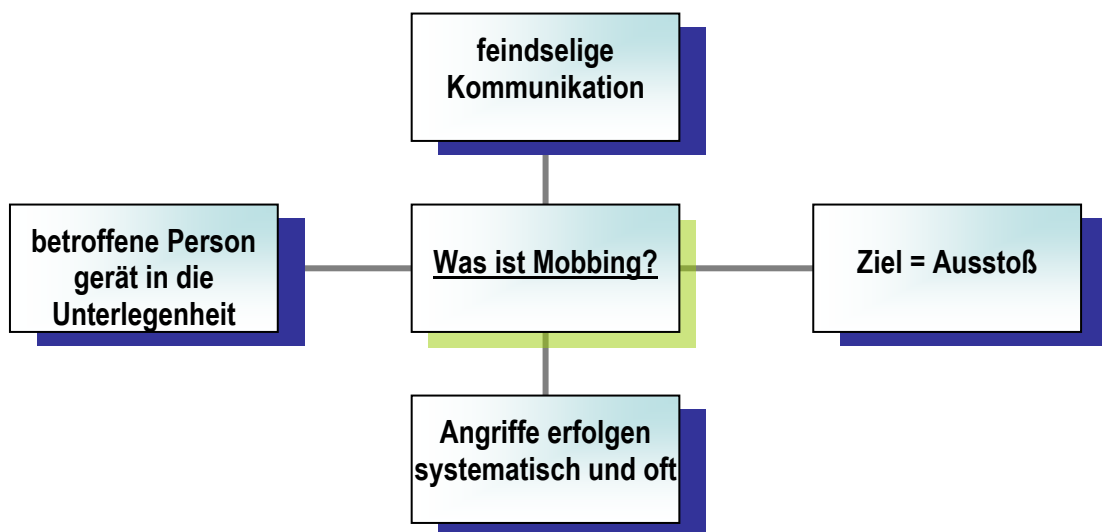 feindselige
Kommunikation
betroffene Person
gerät in die
Unterlegenheit
Was ist Mobbing?
Ziel = Ausstoß
Angriffe erfolgen
systematisch und oft